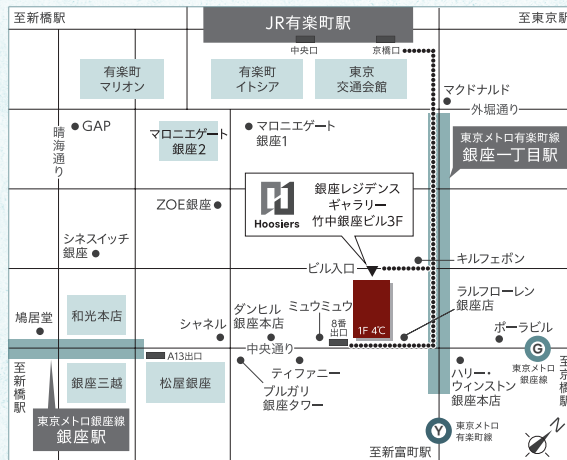 至新橋駅
JR有楽町駅
至東京駅
中央口
京橋口
有楽町
マリオン
有楽町
イトシア
東京
交通会館
マクドナルド
外堀通り
GAP
晴海通り
マロニエゲート
銀座2
マロニエゲート
銀座1
東京メトロ有楽町線
銀座一丁目駅
Hoosiers
銀座レジデンス
ギャラリー
竹中銀座ビル3F
ZOE銀座
シネスイッチ
銀座
ビル入口
キルフェボン
鳩居堂
和光本店
シャネル
ダンヒル
銀座本店
ミュウミュウ
8番
出口
1F 4℃
ラルフローレン
銀座店
ポーラビル
A13出口
中央通り
G
東京メトロ
銀座線
至新橋駅
至京橋駅
銀座三越
松屋銀座
ティファニー
ブルガリ
銀座タワー
ハリー・
ウィンストン
銀座本店
東京メトロ銀座線
銀座駅
Y
東京メトロ
有楽町線
至新富町駅
N